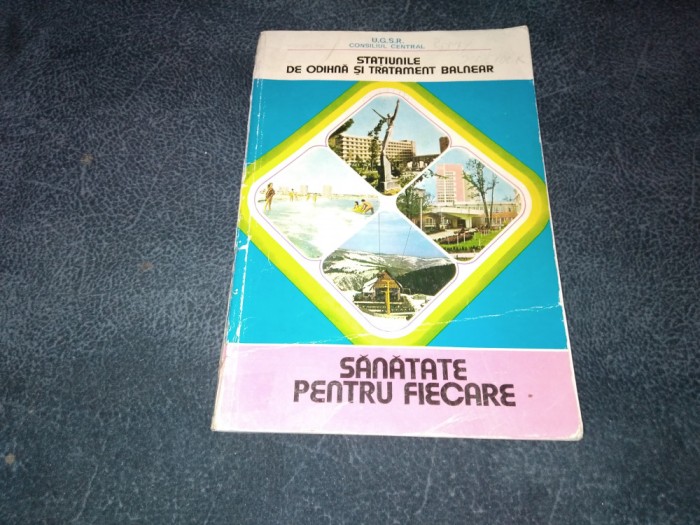 U.G.S.R.
CONSILIUL CENTRAL
STAȚIUNILE
DE ODIHNĂ ȘI TRATAMENT BALNEAR
SĂNĂTATE
PENTRU FIECARE